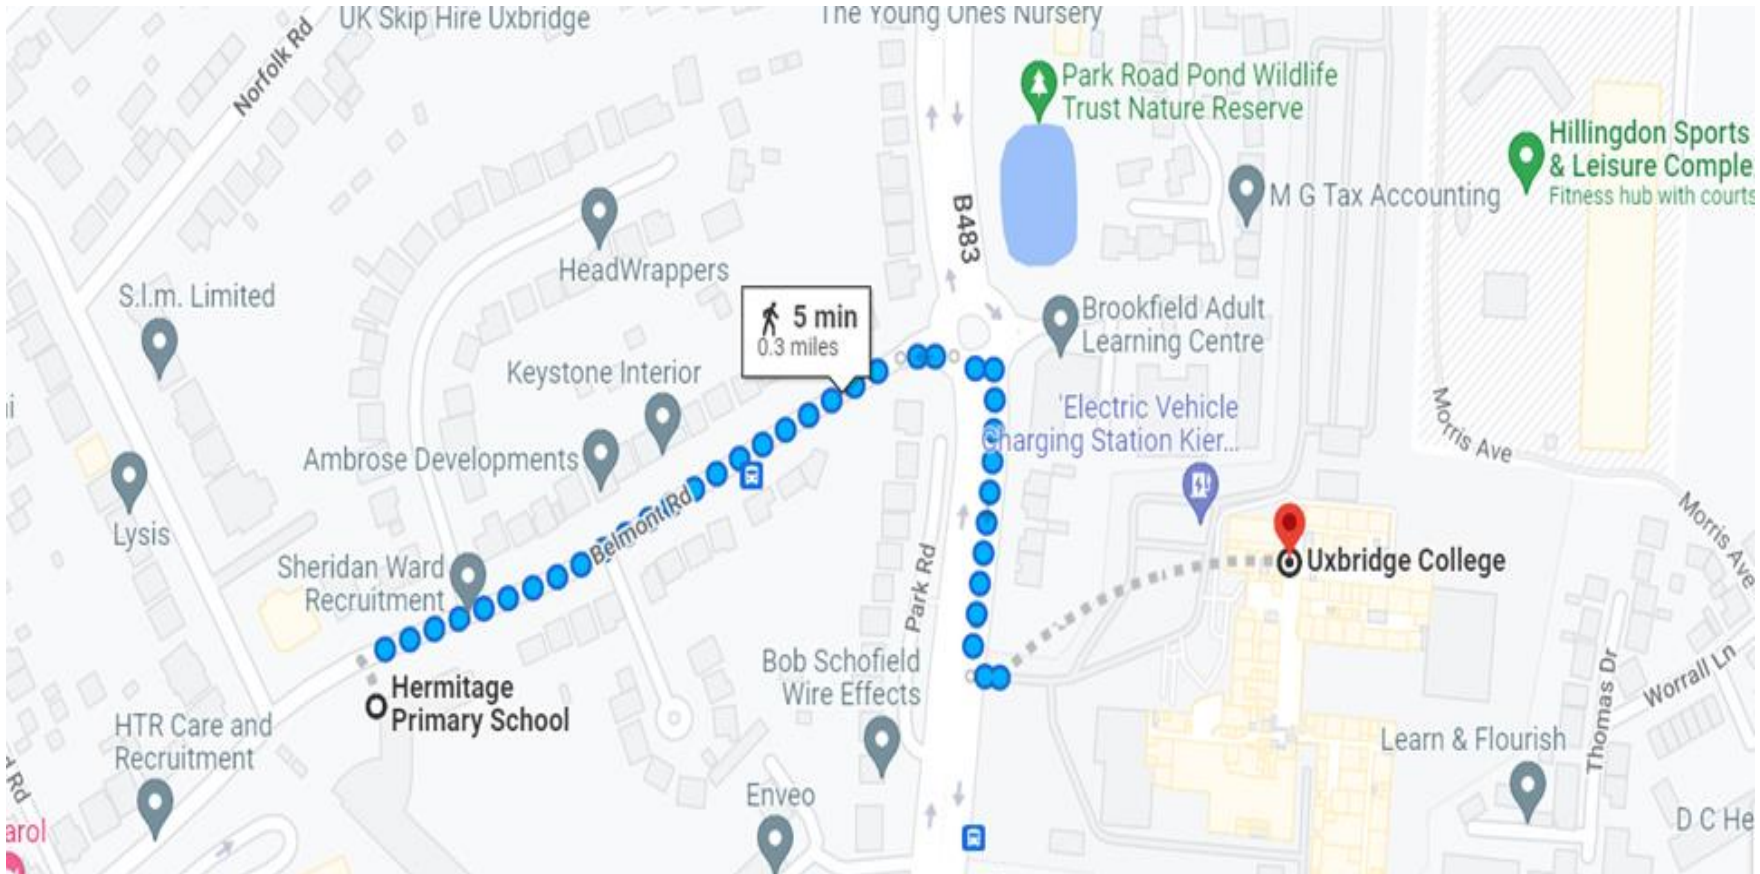 UK Skip Hire Uxbridge
The Young Ones Nursery
Norfolk Rd
Park Road Pond Wildlife
Trust Nature Reserve
Hillingdon Sports
& Leisure Comple
Fitness hub with courts
M G Tax Accounting
B483
HeadWrappers
S.l.m. Limited
5 min
0.3 miles
Brookfield Adult
Learning Centre
Keystone Interior
'Electric Vehicle
Charging Station Kier...
Morris Ave
Ambrose Developments
Belmont Rd
Lysis
Morris Ave
Sheridan Ward
Recruitment
Park Rd
Uxbridge College
Bob Schofield
Wire Effects
Hermitage
Primary School
Thomas Dr
Worrall Ln
HTR Care and
Recruitment
Learn & Flourish
Rd
Enveo
D C He
arol